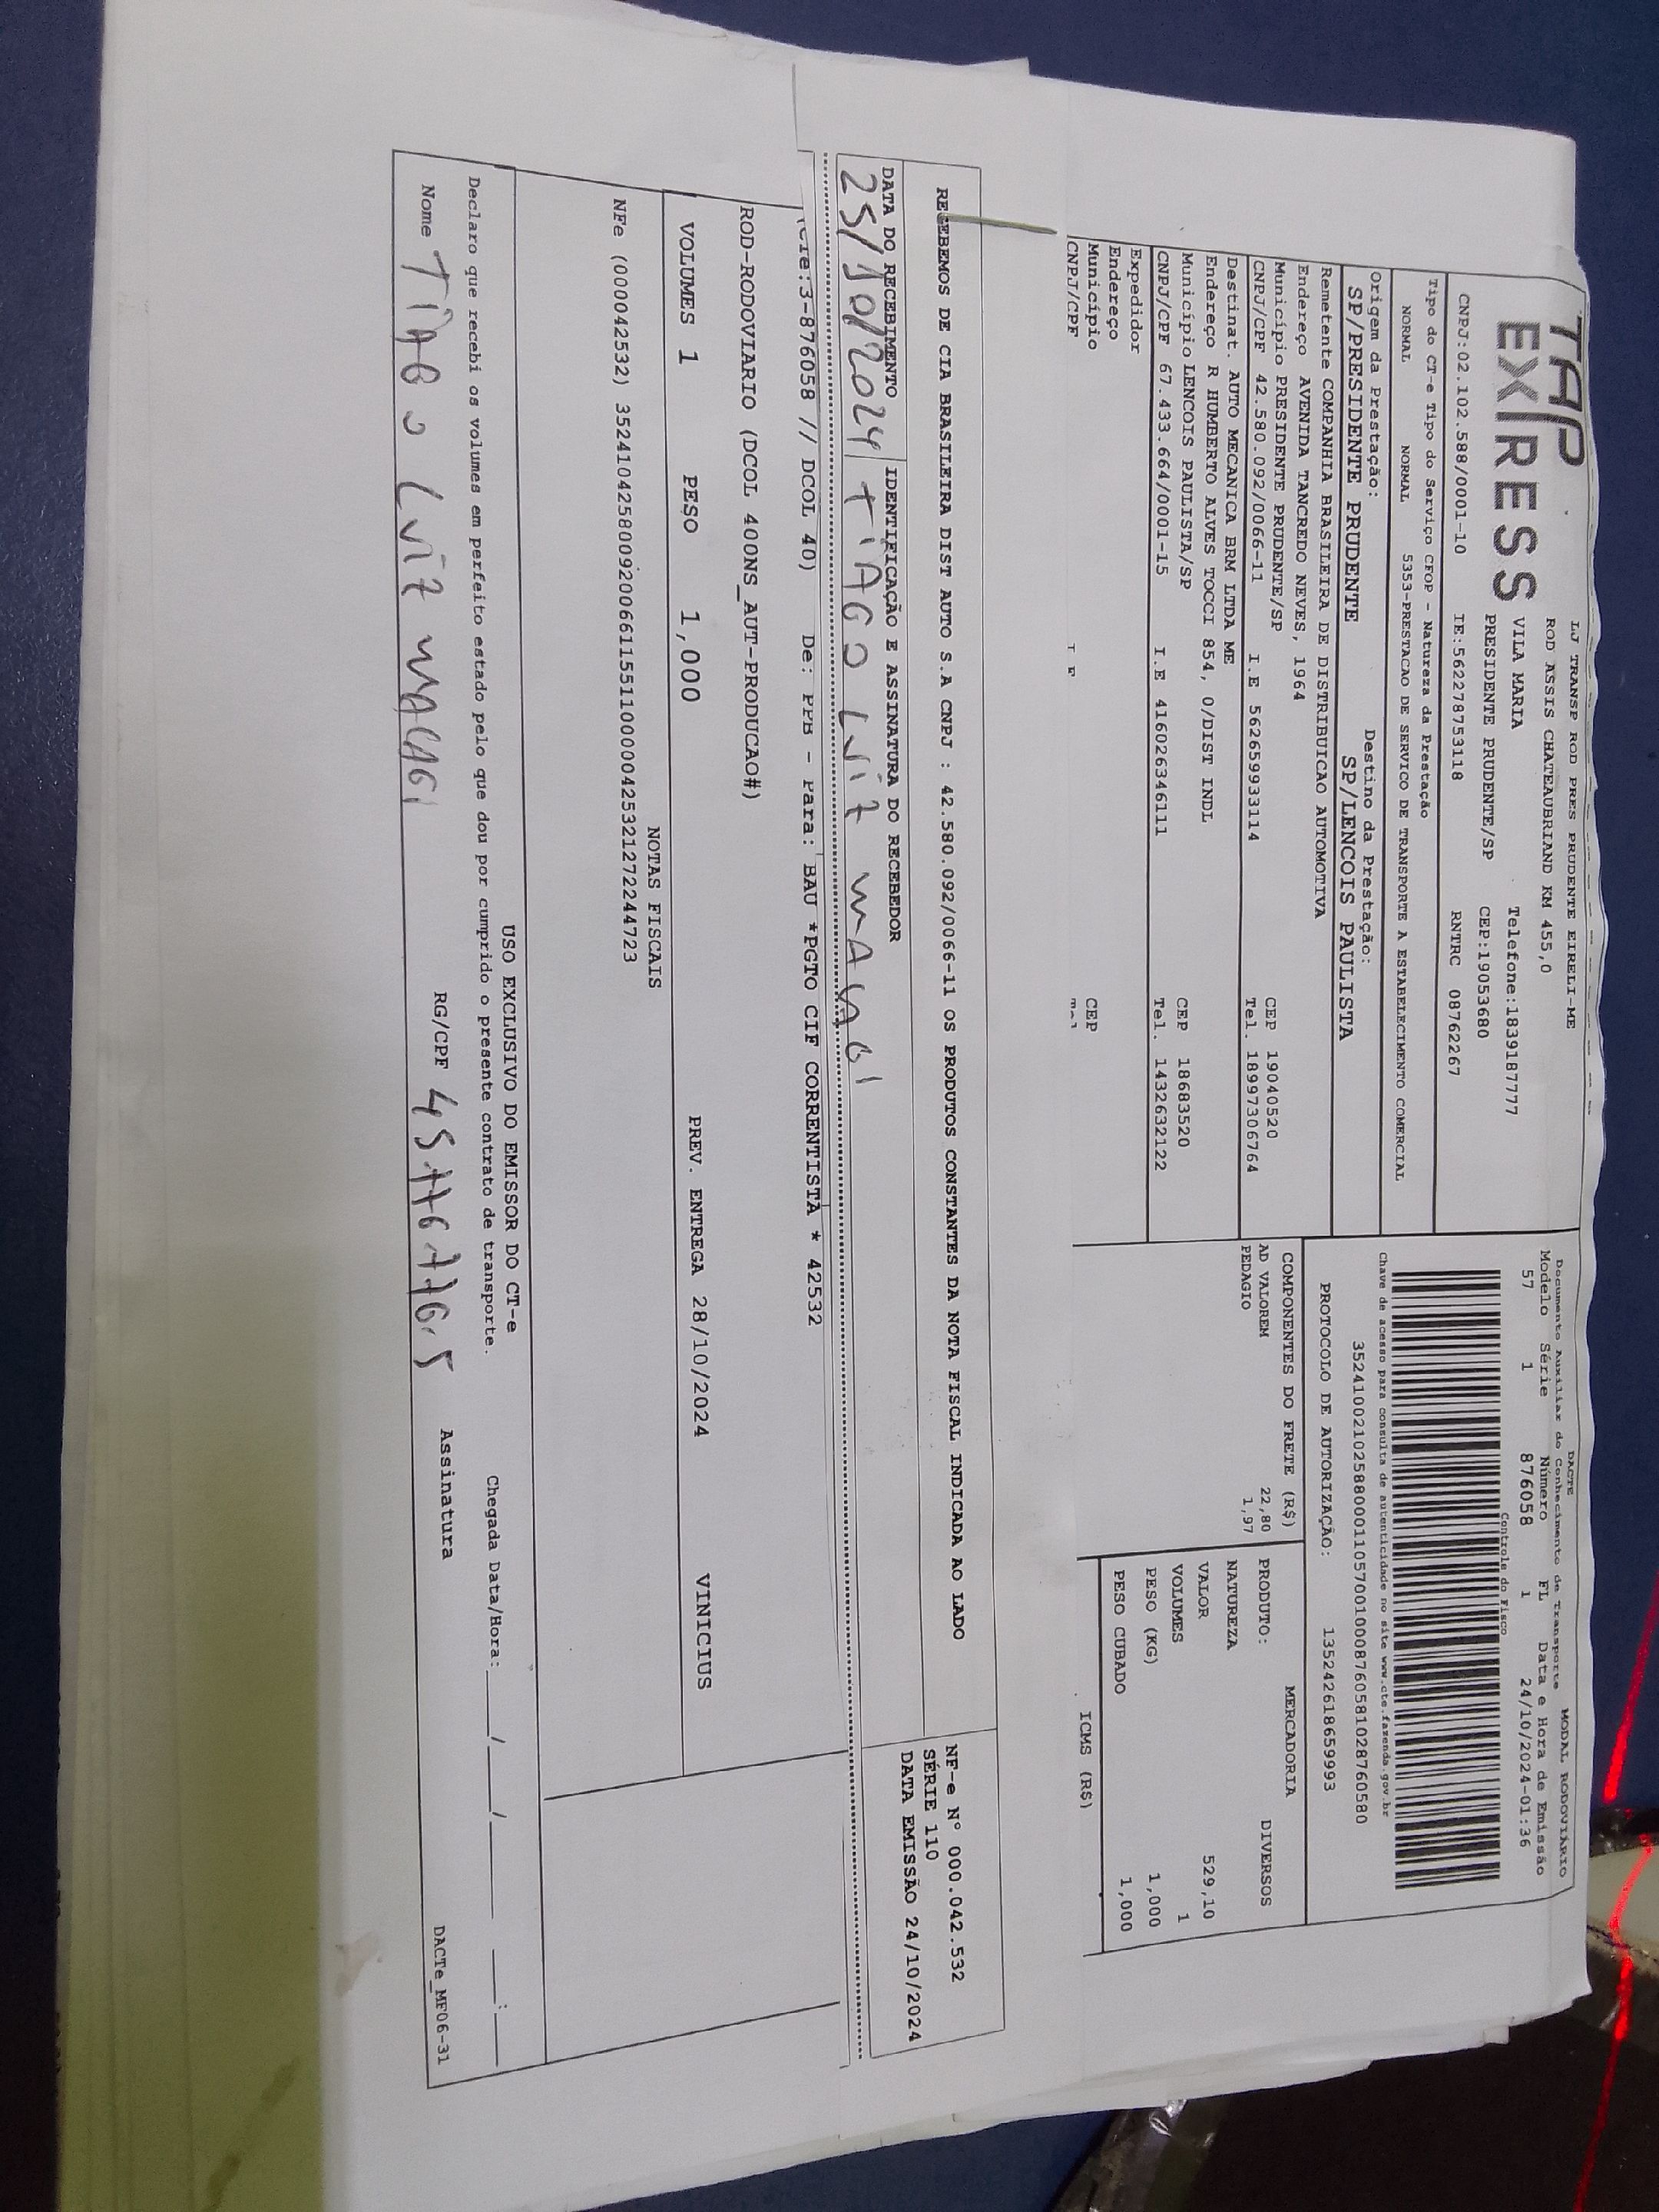 TAP EXPRESS
LJ TRANSP ROD PRES PRUDENTE EIRELI-ME
ROD ASSIS CHATEAUBRIAND KM 455,0
VILA MARIA Telefone:1839187777
PRESIDENTE PRUDENTE/SP CEP:19053680
CNPJ:02.102.588/0001-10 IE:562278753118 RNTRC 08762267
Tipo do CT-e Tipo do Serviço CFOP - Natureza da Prestação
NORMAL NORMAL 5353-PRESTACAO DE SERVICO DE TRANSPORTE A ESTABELECIMENTO COMERCIAL
Origem da Prestação: Destino da Prestação:
SP/PRESIDENTE PRUDENTE SP/LENCOIS PAULISTA
Remetente COMPANHIA BRASILEIRA DE DISTRIBUICAO AUTOMOTIVA
Endereço AVENIDA TANCREDO NEVES, 1964
Município PRESIDENTE PRUDENTE/SP CEP 19040520
CNPJ/CPF 42.580.092/0066-11 I.E 562659933114 Tel. 18997306764
Destinat. AUTO MECANICA BRM LTDA ME
Endereço R HUMBERTO ALVES TOCCI 854, 0/DIST INDL
Município LENCOIS PAULISTA/SP CEP 18683520
CNPJ/CPF 67.433.664/0001-15 I.E 416026346111 Tel. 1432632122
Expedidor
Endereço
Município CEP
CNPJ/CPF
DACTE MODAL RODOVIÁRIO
Documento Auxiliar do Conhecimento de Transporte
Modelo Série Número FL Data e Hora de Emissão
57 1 876058 1 24/10/2024-01:36
Controle do Fisco
Chave de acesso para consulta de autenticidade no site www.cte.fazenda.gov.br
35241002102588000110570010008760581028760580
PROTOCOLO DE AUTORIZAÇÃO: 135242618659993
COMPONENTES DO FRETE (R$)
AD VALOREM 22,80
PEDAGIO 1,97
MERCADORIA
PRODUTO: DIVERSOS
NATUREZA
VALOR 529,10
VOLUMES 1
PESO (KG) 1,000
PESO CUBADO 1,000
ICMS (R$)
RECEBEMOS DE CIA BRASILEIRA DIST AUTO S.A CNPJ : 42.580.092/0066-11 OS PRODUTOS CONSTANTES DA NOTA FISCAL INDICADA AO LADO
NF-e Nº 000.042.532
SÉRIE 110
DATA EMISSÃO 24/10/2024
DATA DO RECEBIMENTO IDENTIFICAÇÃO E ASSINATURA DO RECEBEDOR
25/10/2024 TIAGO LUIZ
:3-876058 // DCOL 40) De: PPB - Para: BAU *PGTO CIF CORRENTISTA * 42532
ROD-RODOVIARIO (DCOL 400NS_AUT-PRODUCAO#)
VOLUMES 1 PESO 1,000 PREV. ENTREGA 28/10/2024 VINICIUS
NOTAS FISCAIS
NFe (000042532) 35241042580092006611551100000425321272244723
USO EXCLUSIVO DO EMISSOR DO CT-e
Declaro que recebi os volumes em perfeito estado pelo que dou por cumprido o presente contrato de transporte. Chegada Data/Hora:____/____/______ ____:____
Nome TIAGO LUIZ RG/CPF Assinatura DACTe_MF06-31